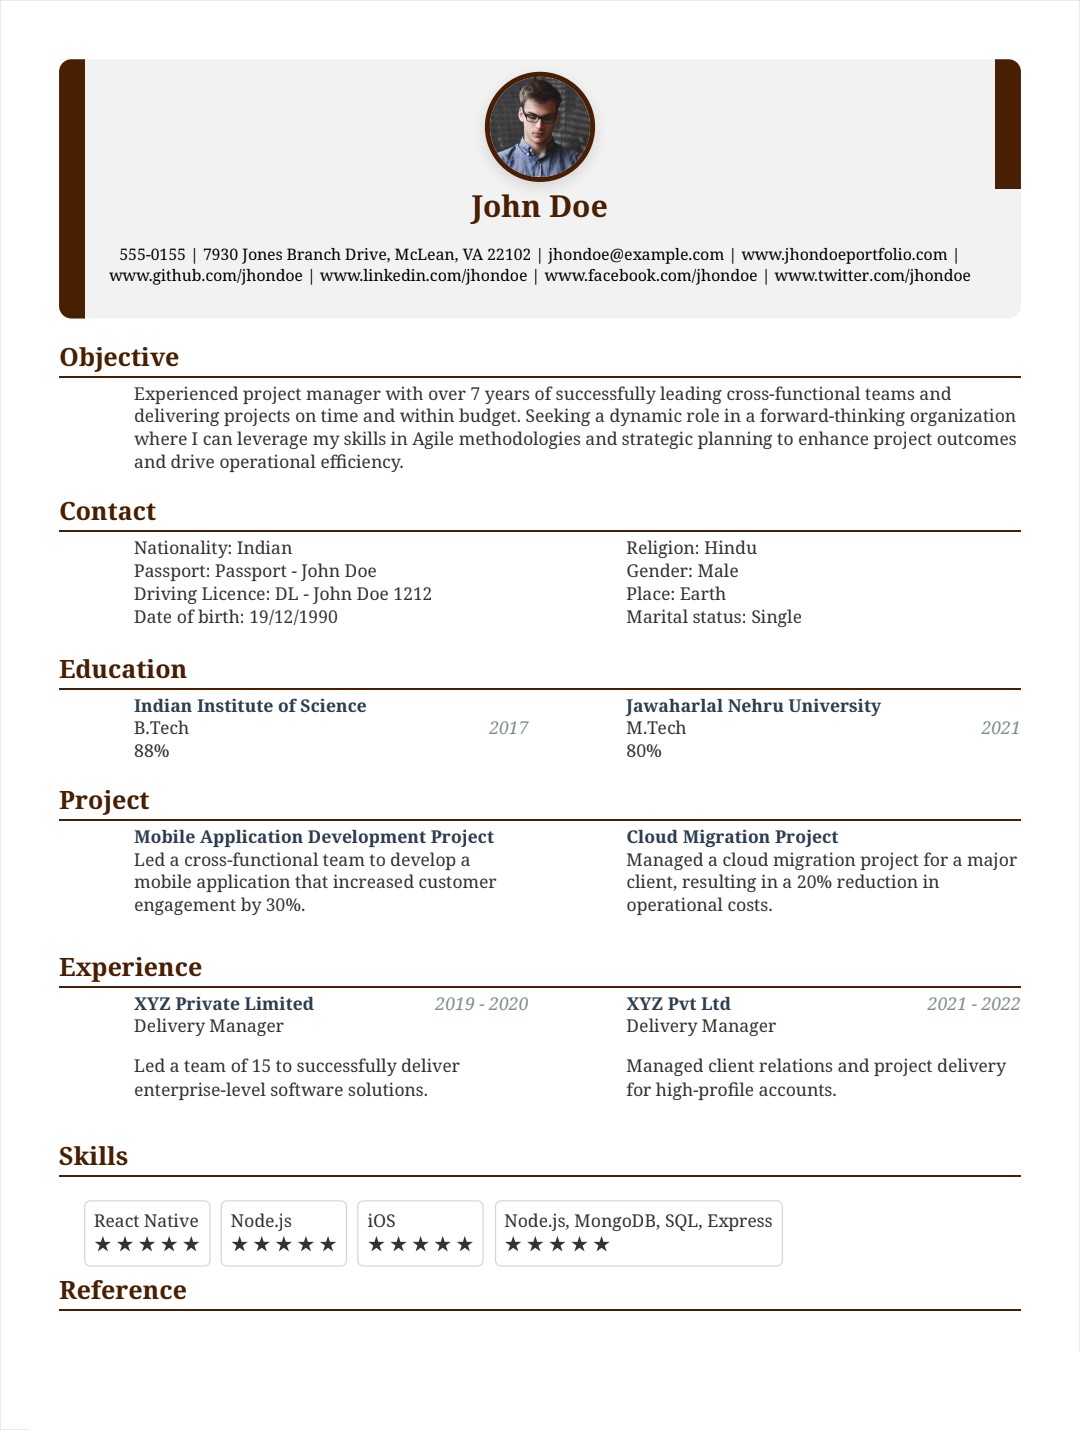 John Doe
555-0155 | 7930 Jones Branch Drive, McLean, VA 22102 | jhondoe@example.com | www.jhondoeportfolio.com |
www.github.com/jhondoe | www.linkedin.com/jhondoe | www.facebook.com/jhondoe | www.twitter.com/jhondoe
Objective
Experienced project manager with over 7 years of successfully leading cross-functional teams and
delivering projects on time and within budget. Seeking a dynamic role in a forward-thinking organization
where I can leverage my skills in Agile methodologies and strategic planning to enhance project outcomes
and drive operational efficiency.
Contact
Nationality: Indian
Passport: Passport - John Doe
Driving Licence: DL - John Doe 1212
Date of birth: 19/12/1990
Religion: Hindu
Gender: Male
Place: Earth
Marital status: Single
Education
Indian Institute of Science
B.Tech 2017
88%
Jawaharlal Nehru University
M.Tech 2021
80%
Project
Mobile Application Development Project
Led a cross-functional team to develop a
mobile application that increased customer
engagement by 30%.
Cloud Migration Project
Managed a cloud migration project for a major
client, resulting in a 20% reduction in
operational costs.
Experience
XYZ Private Limited 2019 - 2020
Delivery Manager
Led a team of 15 to successfully deliver
enterprise-level software solutions.
XYZ Pvt Ltd 2021 - 2022
Delivery Manager
Managed client relations and project delivery
for high-profile accounts.
Skills
React Native
★★★★★
Node.js
★★★★★
iOS
★★★★★
Node.js, MongoDB, SQL, Express
★★★★★
Reference